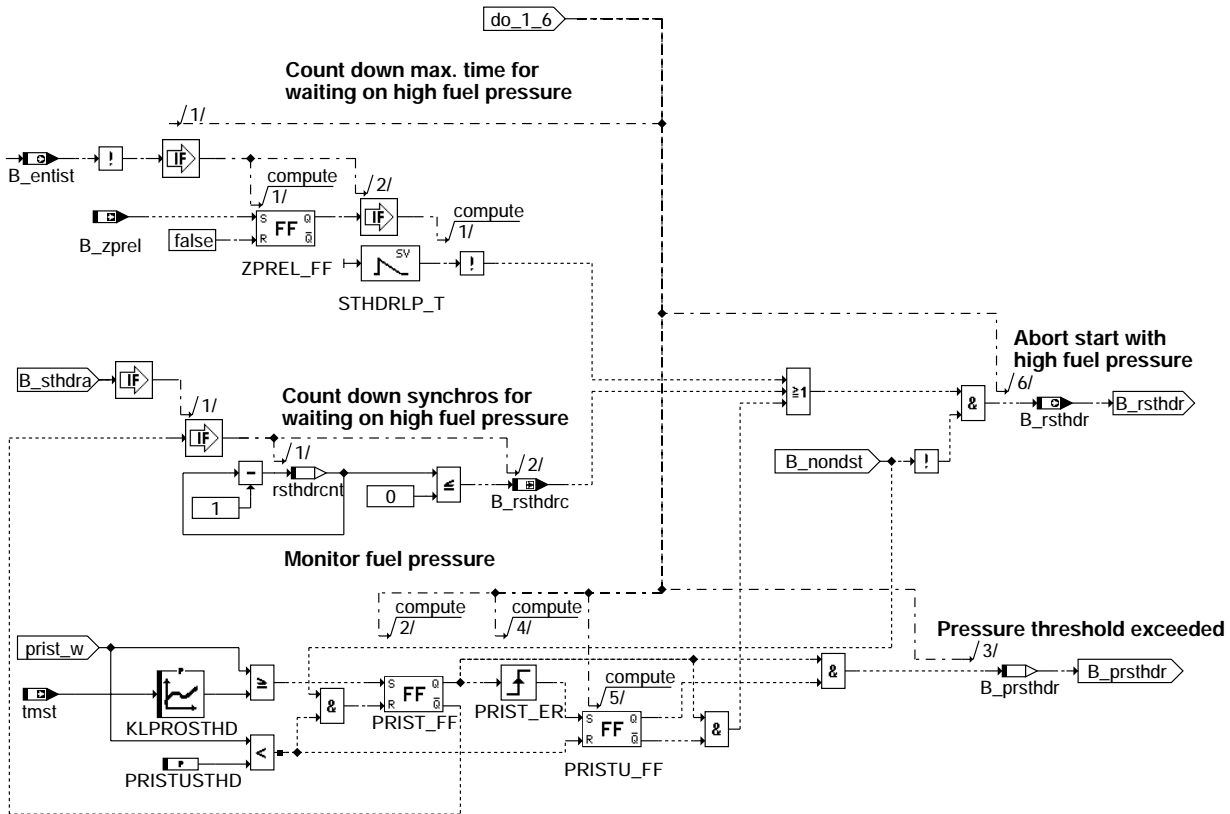 do_1_6
Count down max. time for
waiting on high fuel pressure
1/
B_entist
!
IF
compute
1/
2/
IF
compute
1/
B_zprel
false
S Q
FF
R Q
ZPREL_FF
SV
!
STHDRLP_T
Abort start with
high fuel pressure
B_sthdra
IF
1/
Count down synchros for
waiting on high fuel pressure
≥1
&
6/
B_rsthdr
B_rsthdr
IF
1/
2/
B_nondst
!
-
rsthdrcnt
1
0
≤
B_rsthdrc
Monitor fuel pressure
compute
2/
compute
4/
Pressure threshold exceeded
3/
prist_w
P
≥
tmst
KLPROSTHD
&
S Q
FF
R Q
PRIST_FF
PRIST_ER
compute
5/
S Q
FF
R Q
PRISTU_FF
&
&
B_prsthdr
B_prsthdr
P
<
PRISTUSTHD